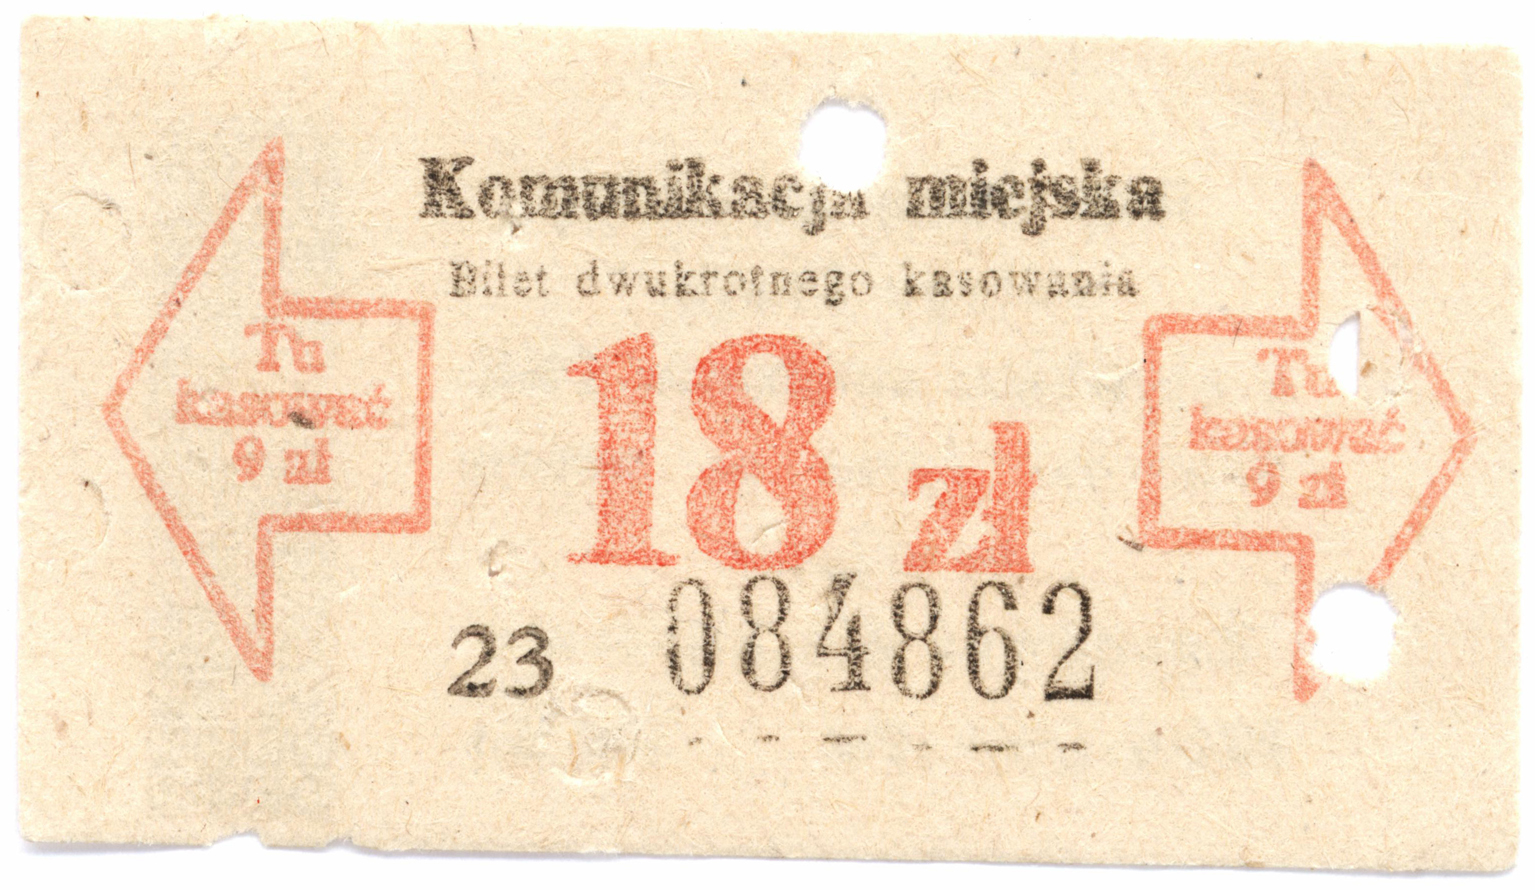 Komunikacja miejska
Bilet dwukrotnego kasowania
Tu
kasować
9 zł
18 zł
Tu
kasować
9 zł
23 084862